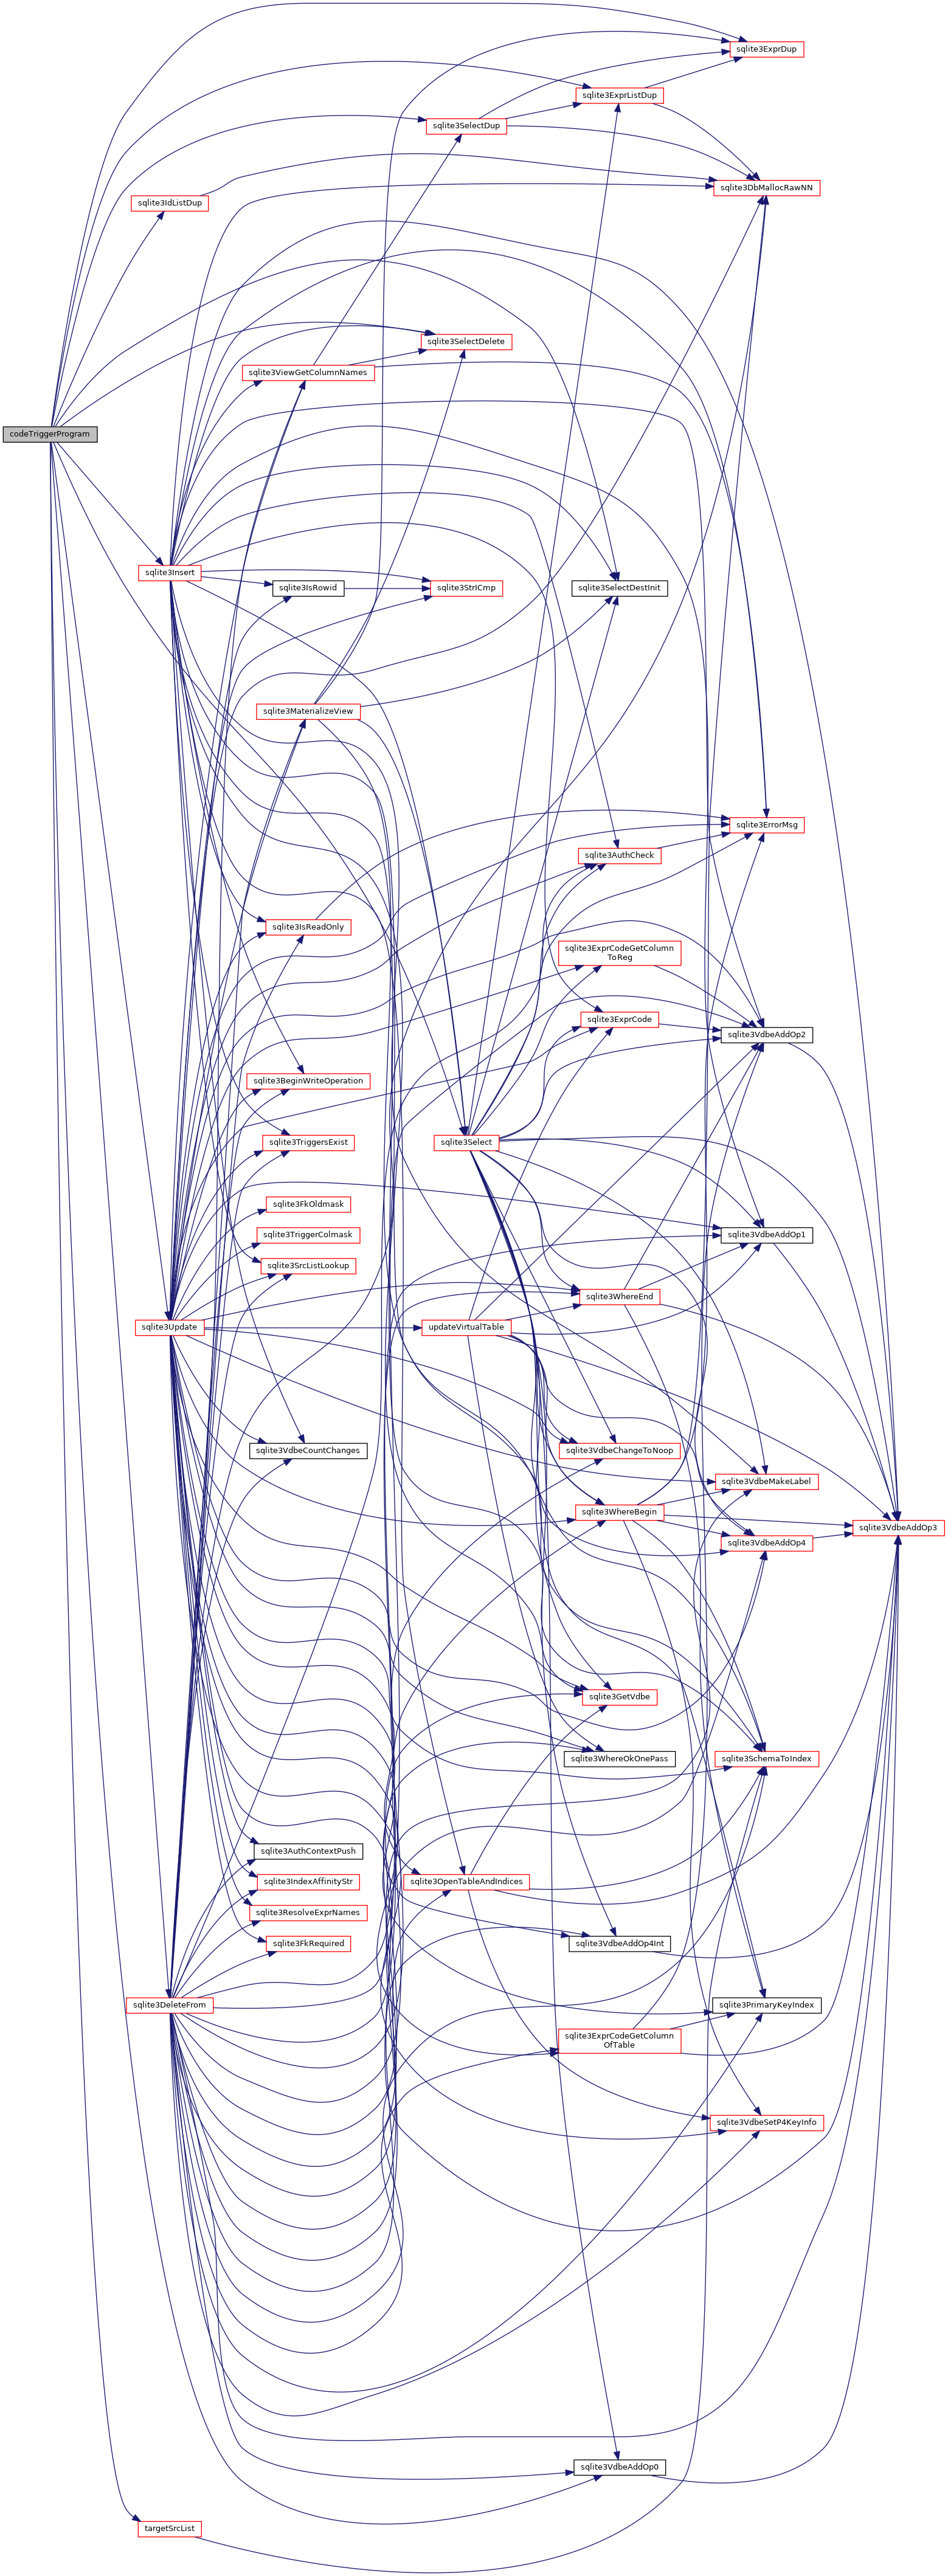 sqlite3ExprDup
sqlite3ExprListDup
sqlite3SelectDup
sqlite3DbMallocRawNN
sqlite3IdListDup
sqlite3SelectDelete
sqlite3ViewGetColumnNames
codeTriggerProgram
sqlite3Insert
sqlite3IsRowid
sqlite3StrICmp
sqlite3SelectDestInit
sqlite3MaterializeView
sqlite3ErrorMsg
sqlite3AuthCheck
sqlite3IsReadOnly
sqlite3ExprCodeGetColumn
ToReg
sqlite3ExprCode
sqlite3VdbeAddOp2
sqlite3BeginWriteOperation
sqlite3TriggersExist
sqlite3Select
sqlite3FkOldmask
sqlite3TriggerColmask
sqlite3VdbeAddOp1
sqlite3SrcListLookup
sqlite3WhereEnd
sqlite3Update
updateVirtualTable
sqlite3VdbeCountChanges
sqlite3VdbeChangeToNoop
sqlite3VdbeMakeLabel
sqlite3WhereBegin
sqlite3VdbeAddOp3
sqlite3VdbeAddOp4
sqlite3GetVdbe
sqlite3WhereOkOnePass
sqlite3SchemaToIndex
sqlite3AuthContextPush
sqlite3IndexAffinityStr
sqlite3OpenTableAndIndices
sqlite3ResolveExprNames
sqlite3FkRequired
sqlite3VdbeAddOp4Int
sqlite3DeleteFrom
sqlite3PrimaryKeyIndex
sqlite3ExprCodeGetColumn
OfTable
sqlite3VdbeSetP4KeyInfo
sqlite3VdbeAddOp0
targetSrcList